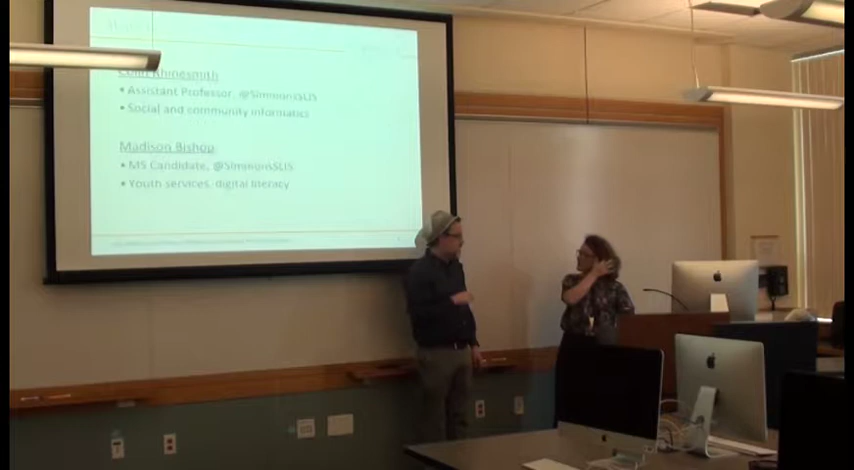 Colin Rhinesmith
• Assistant Professor, @SimmonsSLIS
• Social and community informatics
Madison Bishop
• MS Candidate, @SimmonsSLIS
• Youth services, digital literacy